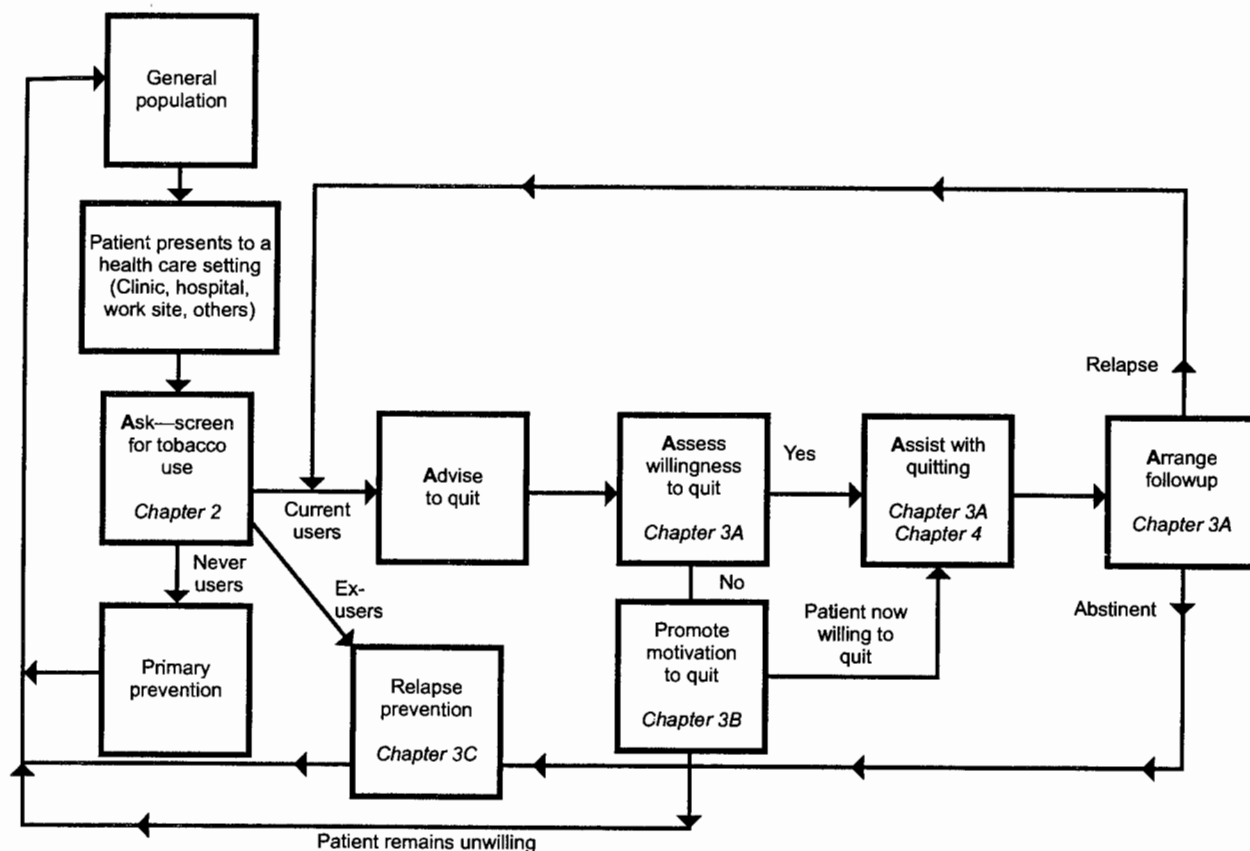 General
population
Patient presents to a
health care setting
(Clinic, hospital,
work site, others)
Ask—screen
for tobacco
use
Chapter 2
Never
users
Primary
prevention
Ex-
users
Relapse
prevention
Chapter 3C
Current
users
Advise
to quit
Assess
willingness
to quit
Chapter 3A
Yes
No
Promote
motivation
to quit
Chapter 3B
Patient now
willing to
quit
Patient remains unwilling
Assist with
quitting
Chapter 3A
Chapter 4
Arrange
followup
Chapter 3A
Relapse
Abstinent